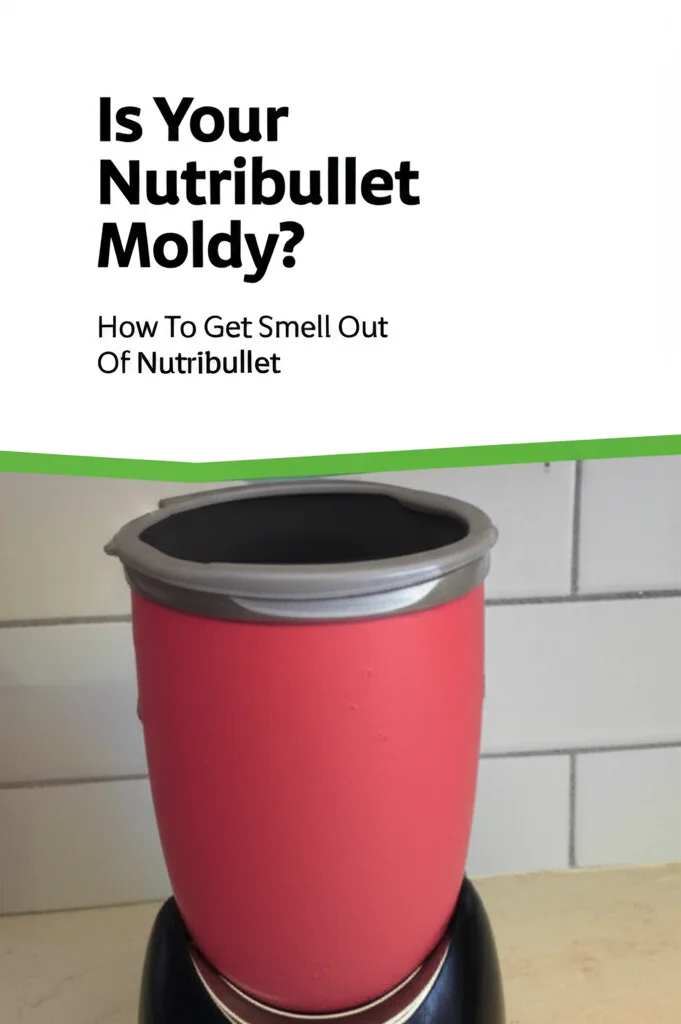 Is Your
Nutribullet
Moldy?
How To Get Smell Out
Of Nutribullet